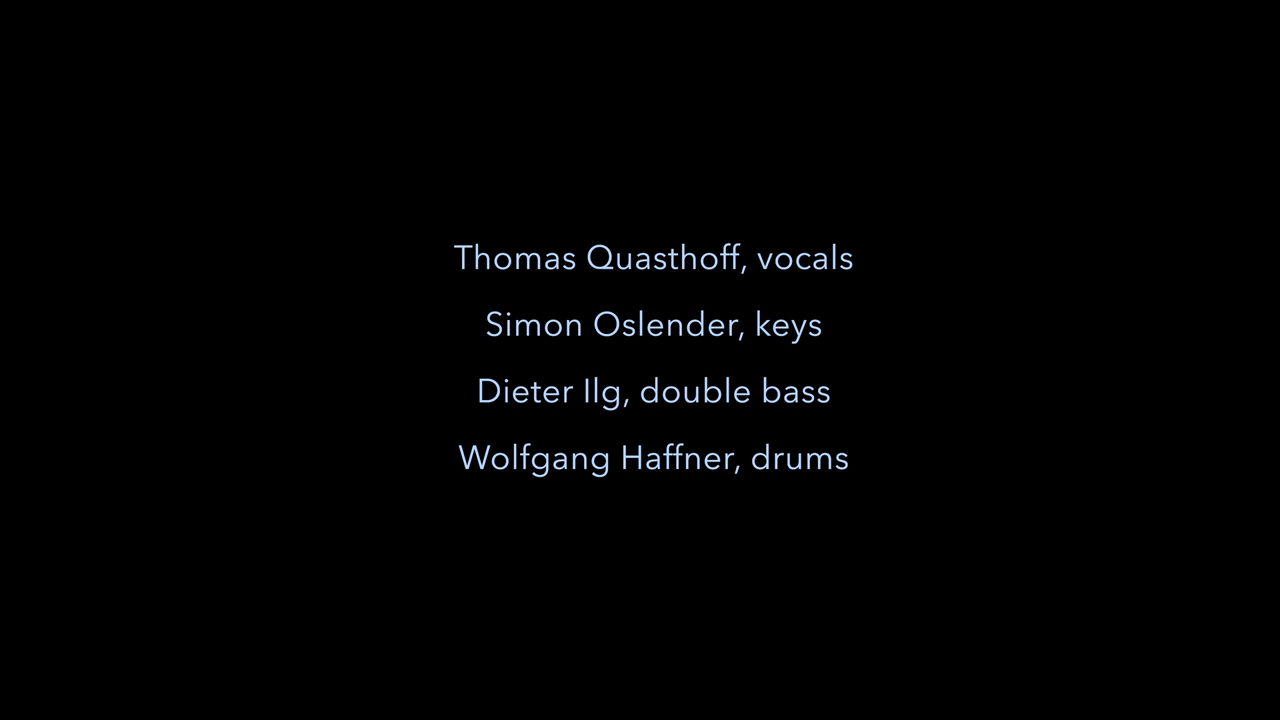 Thomas Quasthoff, vocals
Simon Oslender, keys
Dieter Ilg, double bass
Wolfgang Haffner, drums